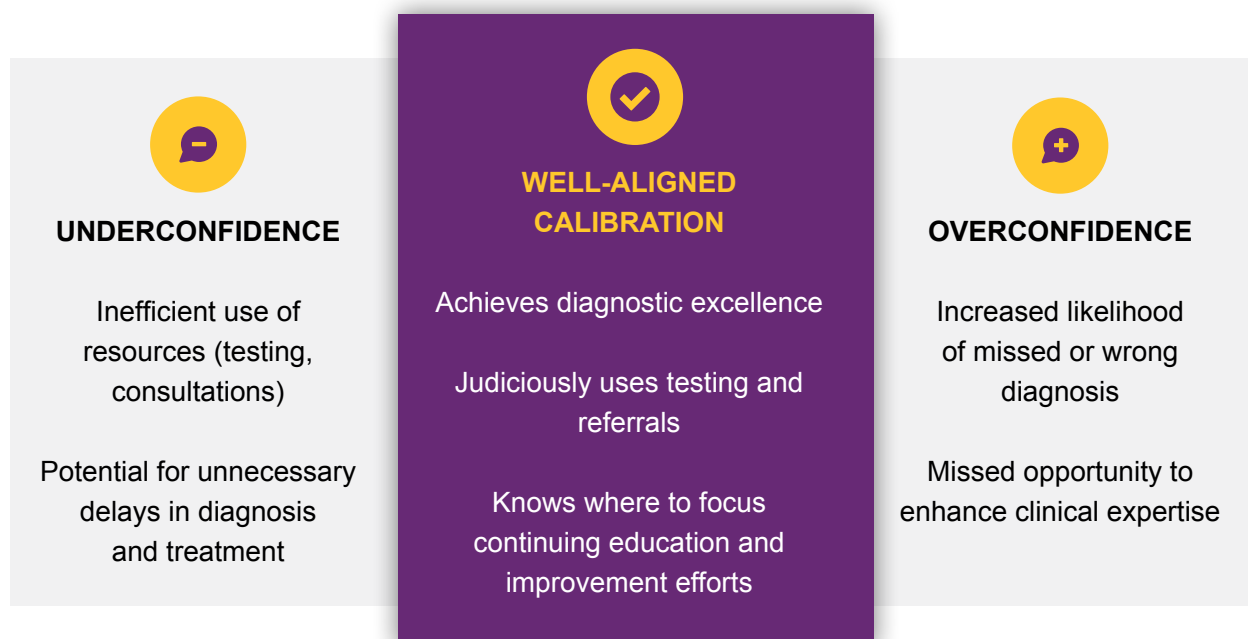 UNDERCONFIDENCE
Inefficient use of
resources (testing,
consultations)
Potential for unnecessary
delays in diagnosis
and treatment
WELL-ALIGNED
CALIBRATION
Achieves diagnostic excellence
Judiciously uses testing and
referrals
Knows where to focus
continuing education and
improvement efforts
OVERCONFIDENCE
Increased likelihood
of missed or wrong
diagnosis
Missed opportunity to
enhance clinical expertise